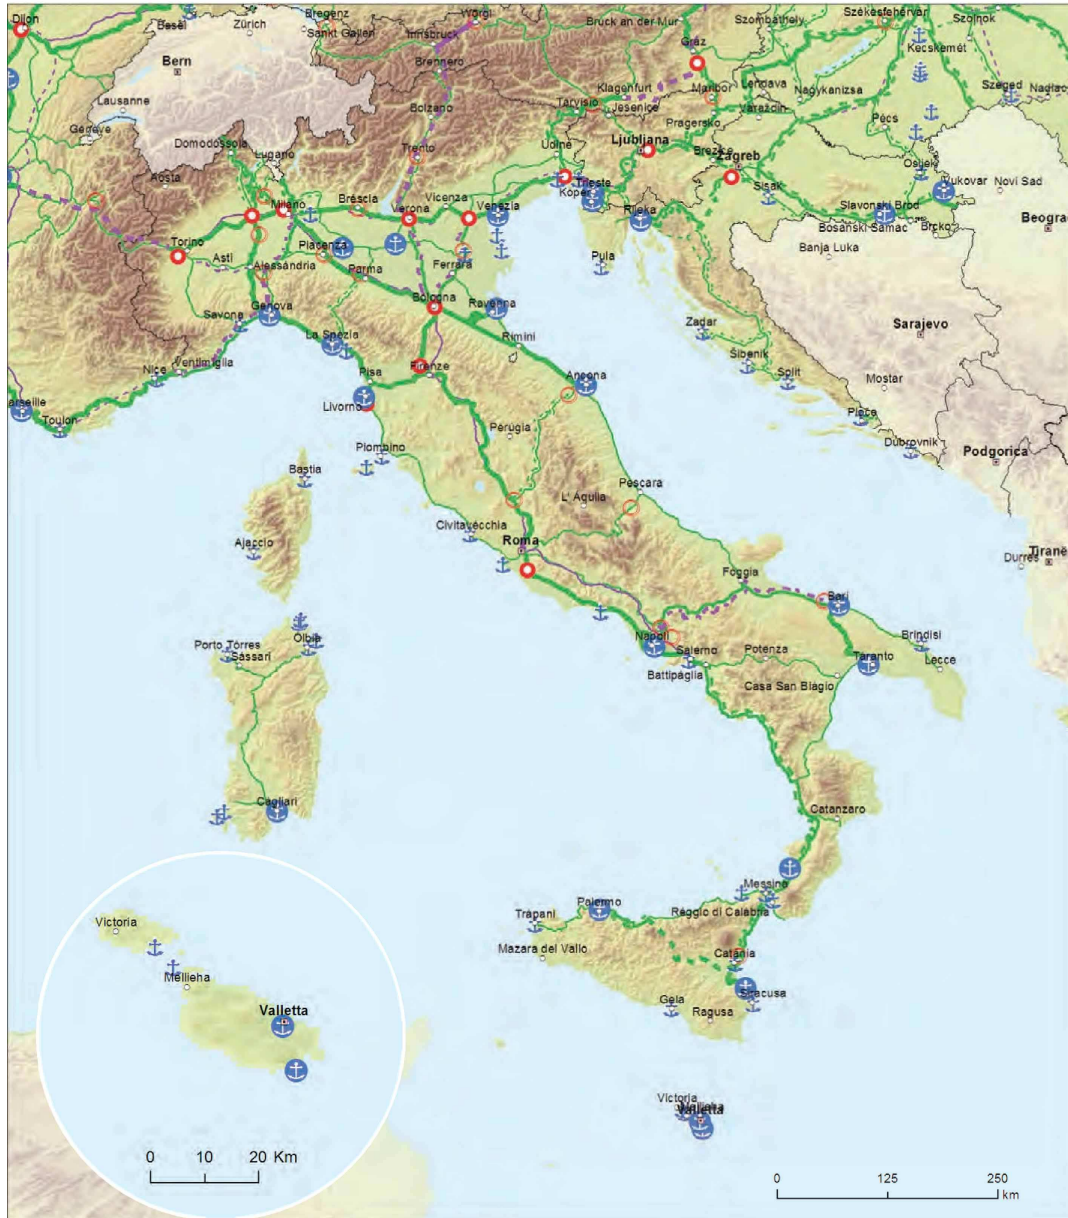 Dijon
Basel
Zürich
Bregenz
Sankt Gallen
Wörgl
Innsbruck
Bruck an der Mur
Szombathely
Székesfehérvár
Szolnok
Bern
Brennero
Graz
Kecskemét
Lausanne
Bolzano
Klagenfurt
Maribor
Lendava
Nagykanizsa
Szeged
Tarvisio
Jesenice
Varaždin
Genève
Domodossola
Lugano
Trento
Udine
Ljubljana
Pragersko
Pécs
Aosta
Brezice
Zagreb
Osijek
Trieste
Koper
Sisak
Vukovar
Novi Sad
Milano
Brescia
Verona
Vicenza
Venezia
Rijeka
Slavonski Brod
Bosanski Samac
Brcko
Beograd
Torino
Asti
Piacenza
Pula
Banja Luka
Alessandria
Parma
Ferrara
Genova
Bologna
Ravenna
Savona
Zadar
Sarajevo
La Spezia
Rimini
Nice
Ventimiglia
Pisa
Firenze
Ancona
Šibenik
Split
Mostar
arseille
Toulon
Livorno
Perugia
Ploce
Piombino
Dubrovnik
Podgorica
Bastia
L' Aquila
Pescara
Civitavecchia
Roma
Ajaccio
Durrës
Tiranë
Foggia
Bari
Olbia
Porto Torres
Sassari
Napoli
Salerno
Potenza
Brindisi
Taranto
Lecce
Battipaglia
Casa San Biagio
Cagliari
Catanzaro
Messino
Palermo
Reggio di Calabria
Trapani
Victoria
Mazara del Vallo
Catania
Mellieha
Siracusa
Gela
Ragusa
Valletta
Victoria
Mellieha
Valletta
0 10 20 Km
0 125 250
km